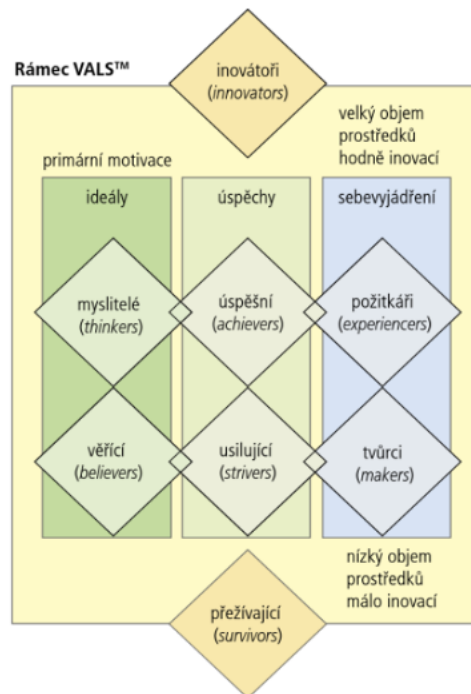 Rámec VALS™
inovátoři
(innovators)
velký objem
prostředků
hodně inovací
primární motivace
ideály
úspěchy
sebevyjádření
myslitelé
(thinkers)
úspěšní
(achievers)
požitkáři
(experiencers)
věřící
(believers)
usilující
(strivers)
tvůrci
(makers)
nízký objem
prostředků
málo inovací
přežívající
(survivors)